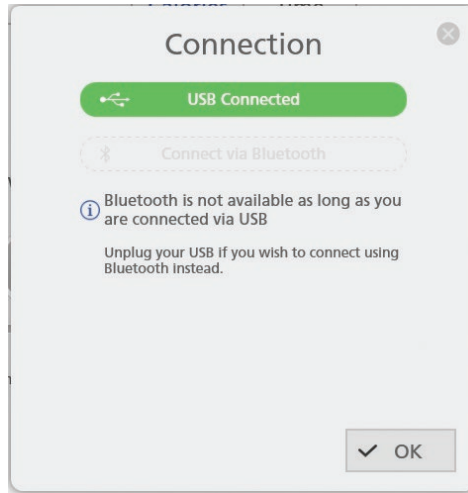 Connection
USB Connected
Connect via Bluetooth
Bluetooth is not available as long as you
are connected via USB
Unplug your USB if you wish to connect using
Bluetooth instead.
OK